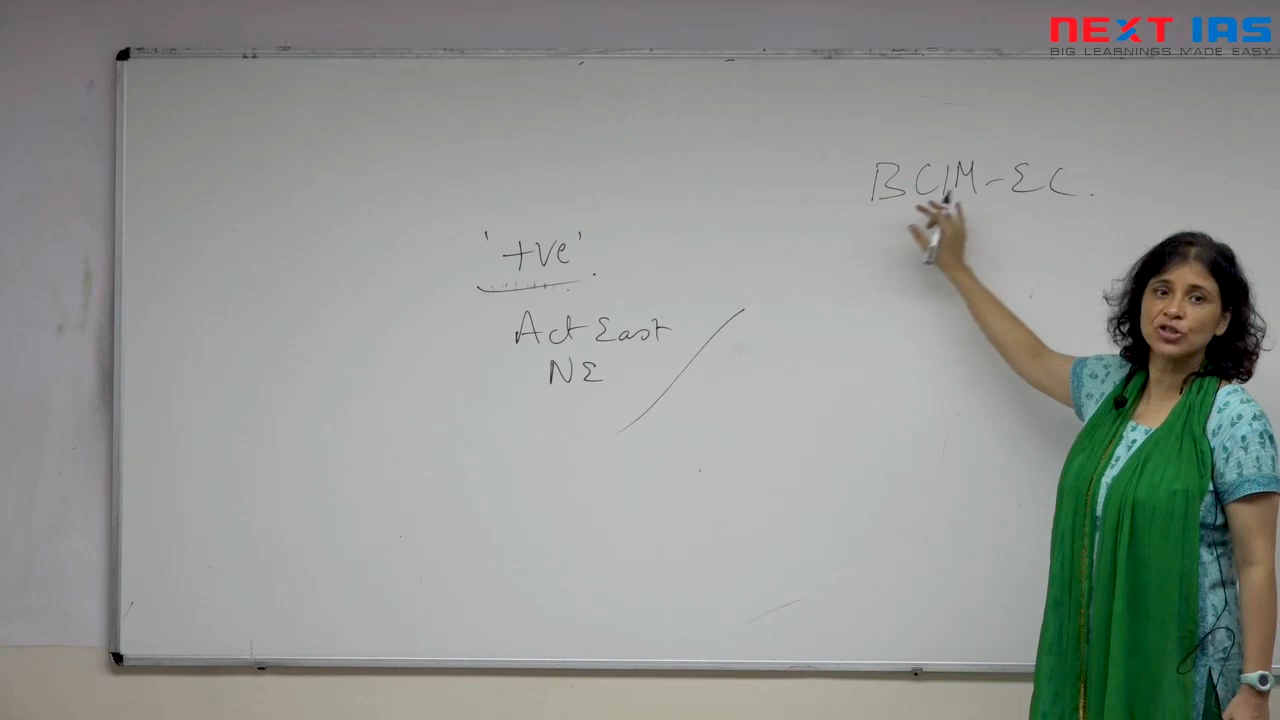 NEXT IAS
BIG LEARNINGS MADE EASY
BCIM-EC.
'+ve'.
Act East
NE